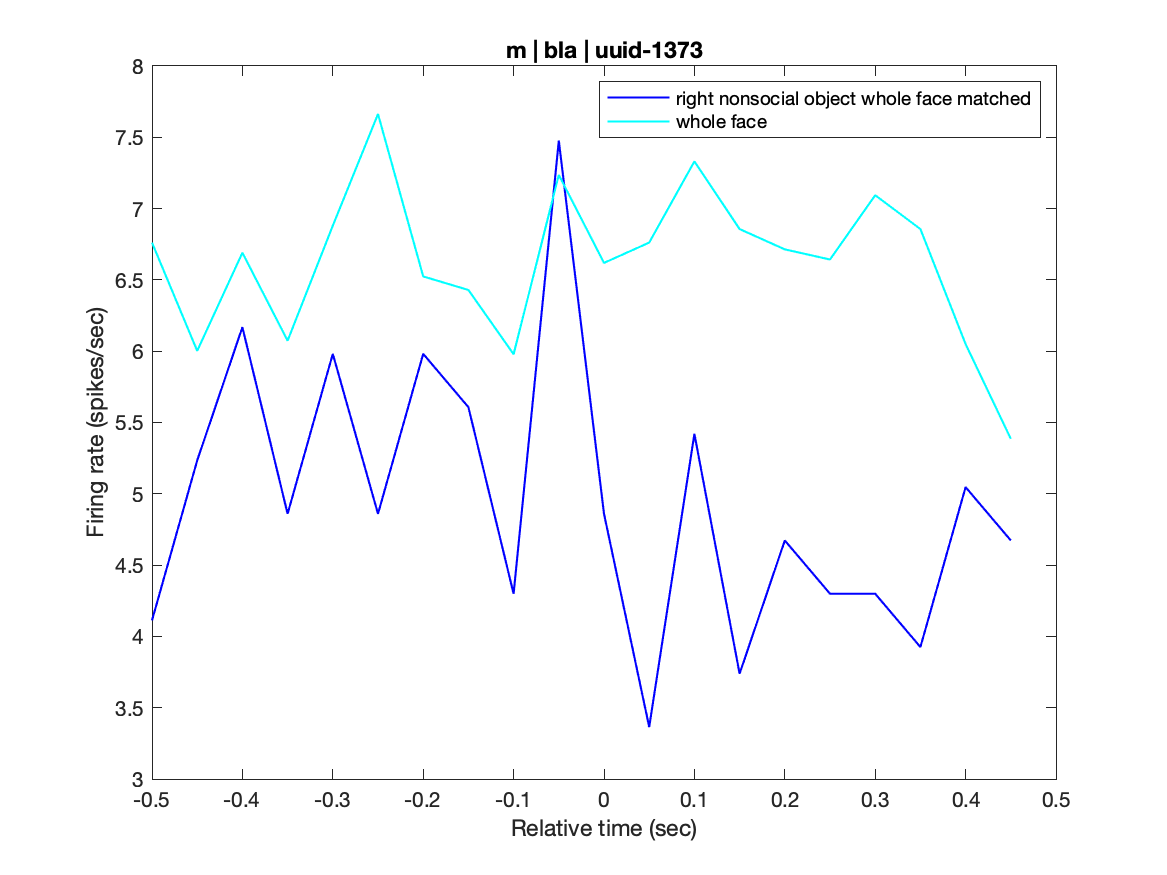 m | bla | uuid-1373
right nonsocial object whole face matched
whole face
8
7.5
7
6.5
6
5.5
5
4.5
4
3.5
3
Firing rate (spikes/sec)
-0.5 -0.4 -0.3 -0.2 -0.1 0 0.1 0.2 0.3 0.4 0.5
Relative time (sec)